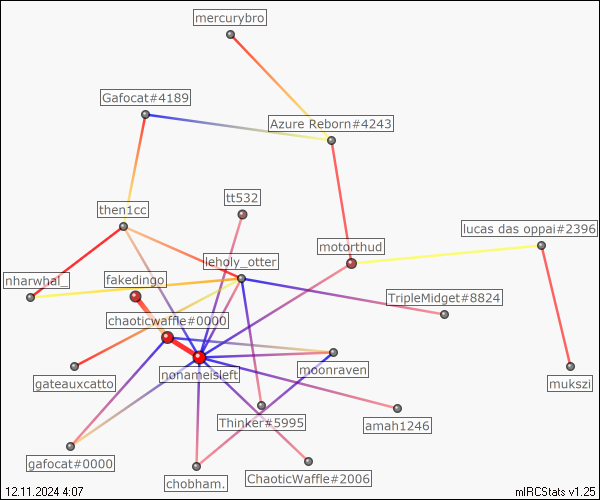 mercurybro
Gafocat#4189
Azure Reborn#4243
tt532
then1cc
lucas das oppai#2396
motorthud
leholy_otter
nharwhal_
fakedingo
TripleMidget#8824
chaoticwaffle#0000
nonameisleft
moonraven
gateauxcatto
mukszi
Thinker#5995
amah1246
gafocat#0000
chobham.
ChaoticWaffle#2006
12.11.2024 4:07
mIRCStats v1.25